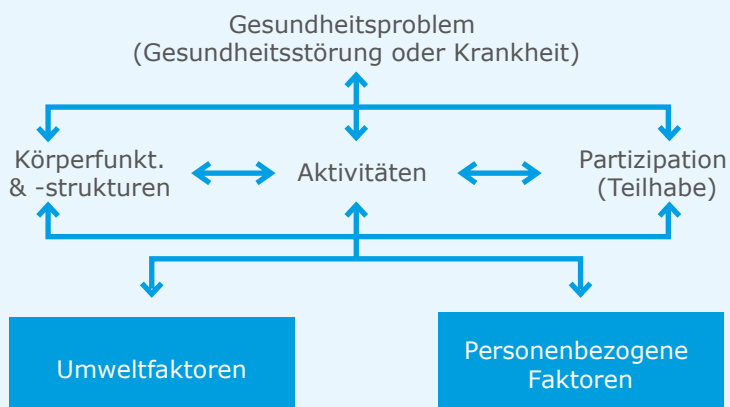 Gesundheitsproblem
(Gesundheitsstörung oder Krankheit)
Körperfunkt.
& -strukturen
Aktivitäten
Partizipation
(Teilhabe)
Umweltfaktoren
Personenbezogene
Faktoren